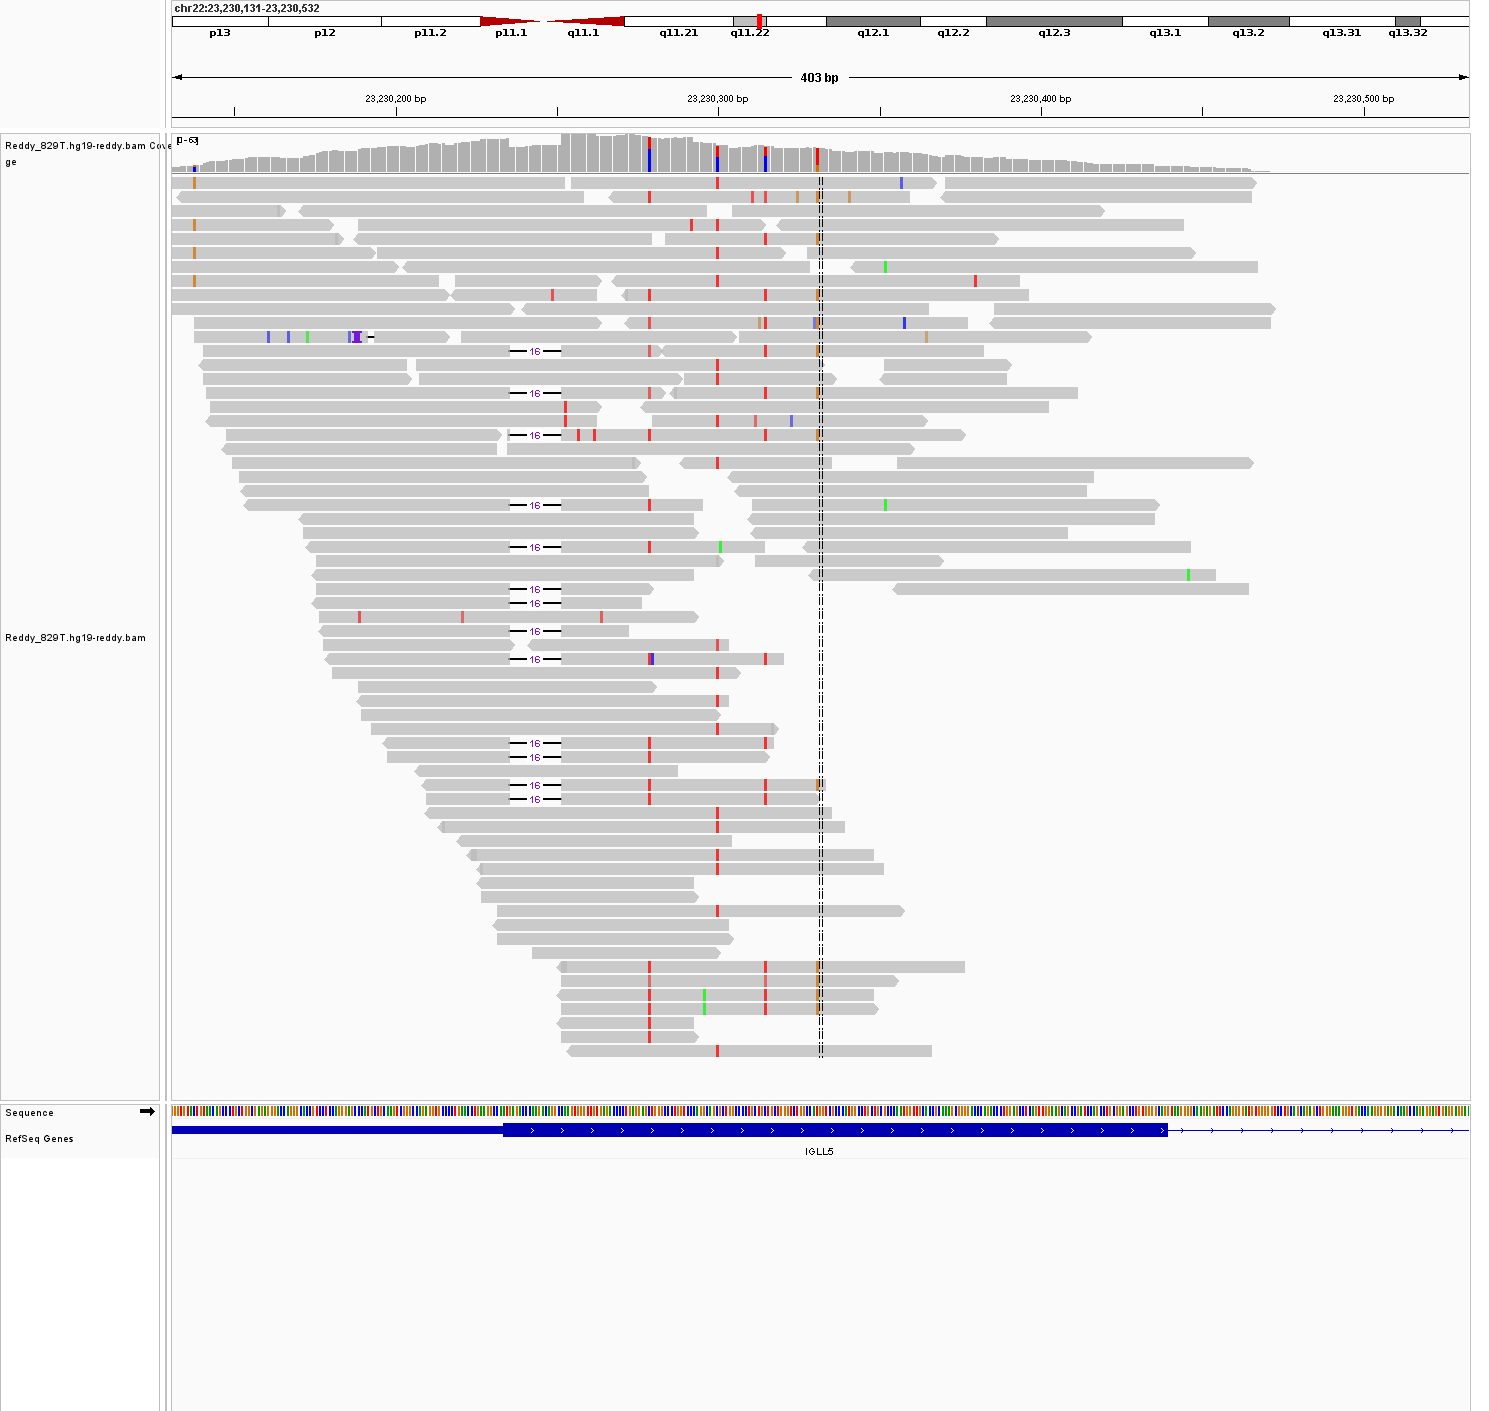 chr22:23,230,131-23,230,532
p13 p12 p11.2 p11.1 q11.1 q11.21 q11.22 q12.1 q12.2 q12.3 q13.1 q13.2 q13.31 q13.32
403 bp
23,230,200 bp 23,230,300 bp 23,230,400 bp 23,230,500 bp
Reddy_829T.hg19-reddy.bam Cove
ge
[0-63]
16
16
16
16
16
16
16
Reddy_829T.hg19-reddy.bam
16
16
16
16
16
16
Sequence
RefSeq Genes
IGLL5